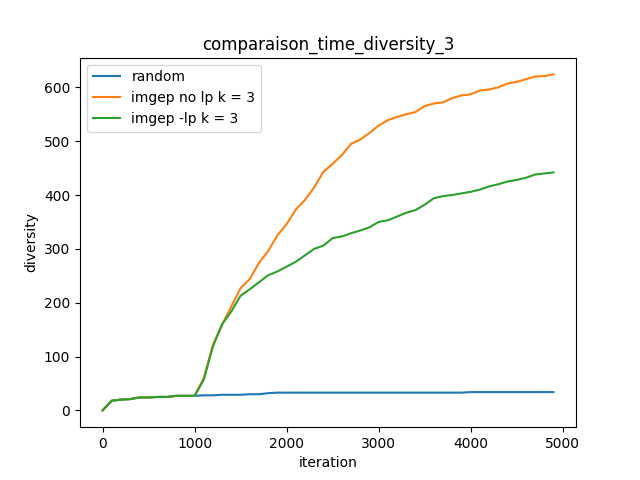 comparaison_time_diversity_3
random
imgep no lp k = 3
imgep -lp k = 3
diversity
600
500
400
300
200
100
0
0 1000 2000 3000 4000 5000
iteration